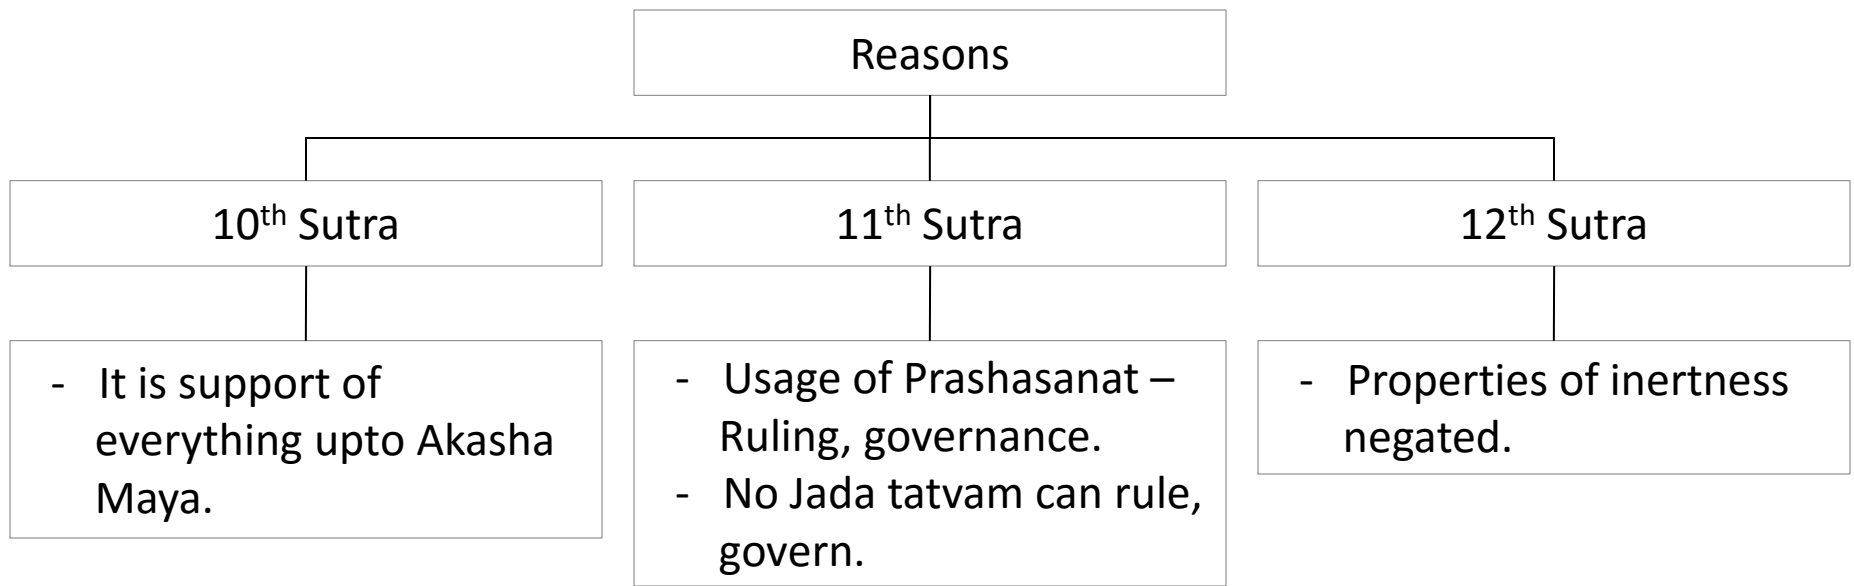 Reasons
10th Sutra
11th Sutra
12th Sutra
- It is support of
everything upto Akasha
Maya.
- Usage of Prashasanat –
Ruling, governance.
- No Jada tatvam can rule,
govern.
- Properties of inertness
negated.